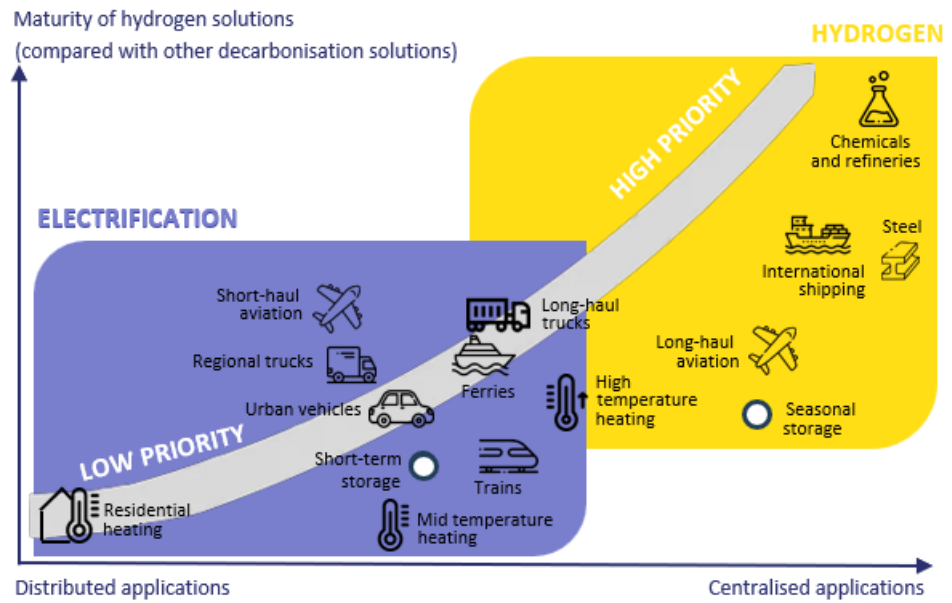 Maturity of hydrogen solutions
(compared with other decarbonisation solutions)
HYDROGEN
HIGH PRIORITY
Chemicals
and refineries
ELECTRIFICATION
Steel
International
shipping
Short-haul
aviation
Long-haul
trucks
Long-haul
aviation
Regional trucks
Ferries
High
temperature
heating
Urban vehicles
Seasonal
storage
LOW PRIORITY
Short-term
storage
Trains
Residential
heating
Mid temperature
heating
Distributed applications
Centralised applications